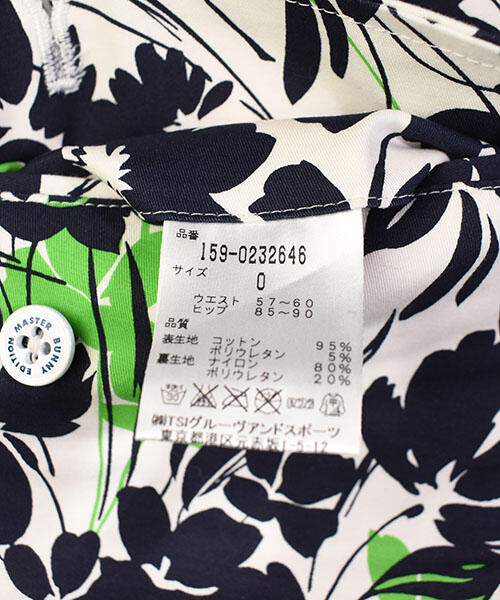 品番
159-0232646
サイズ
0
ウエスト 57~60
ヒップ 85~90
品質
表生地 コットン 95%
ポリウレタン 5%
裏生地 ナイロン 80%
ポリウレタン 20%
㈱TSIグルーヴアンドスポーツ
東京都港区元赤坂1-5-12
MASTER BUNNY EDITION